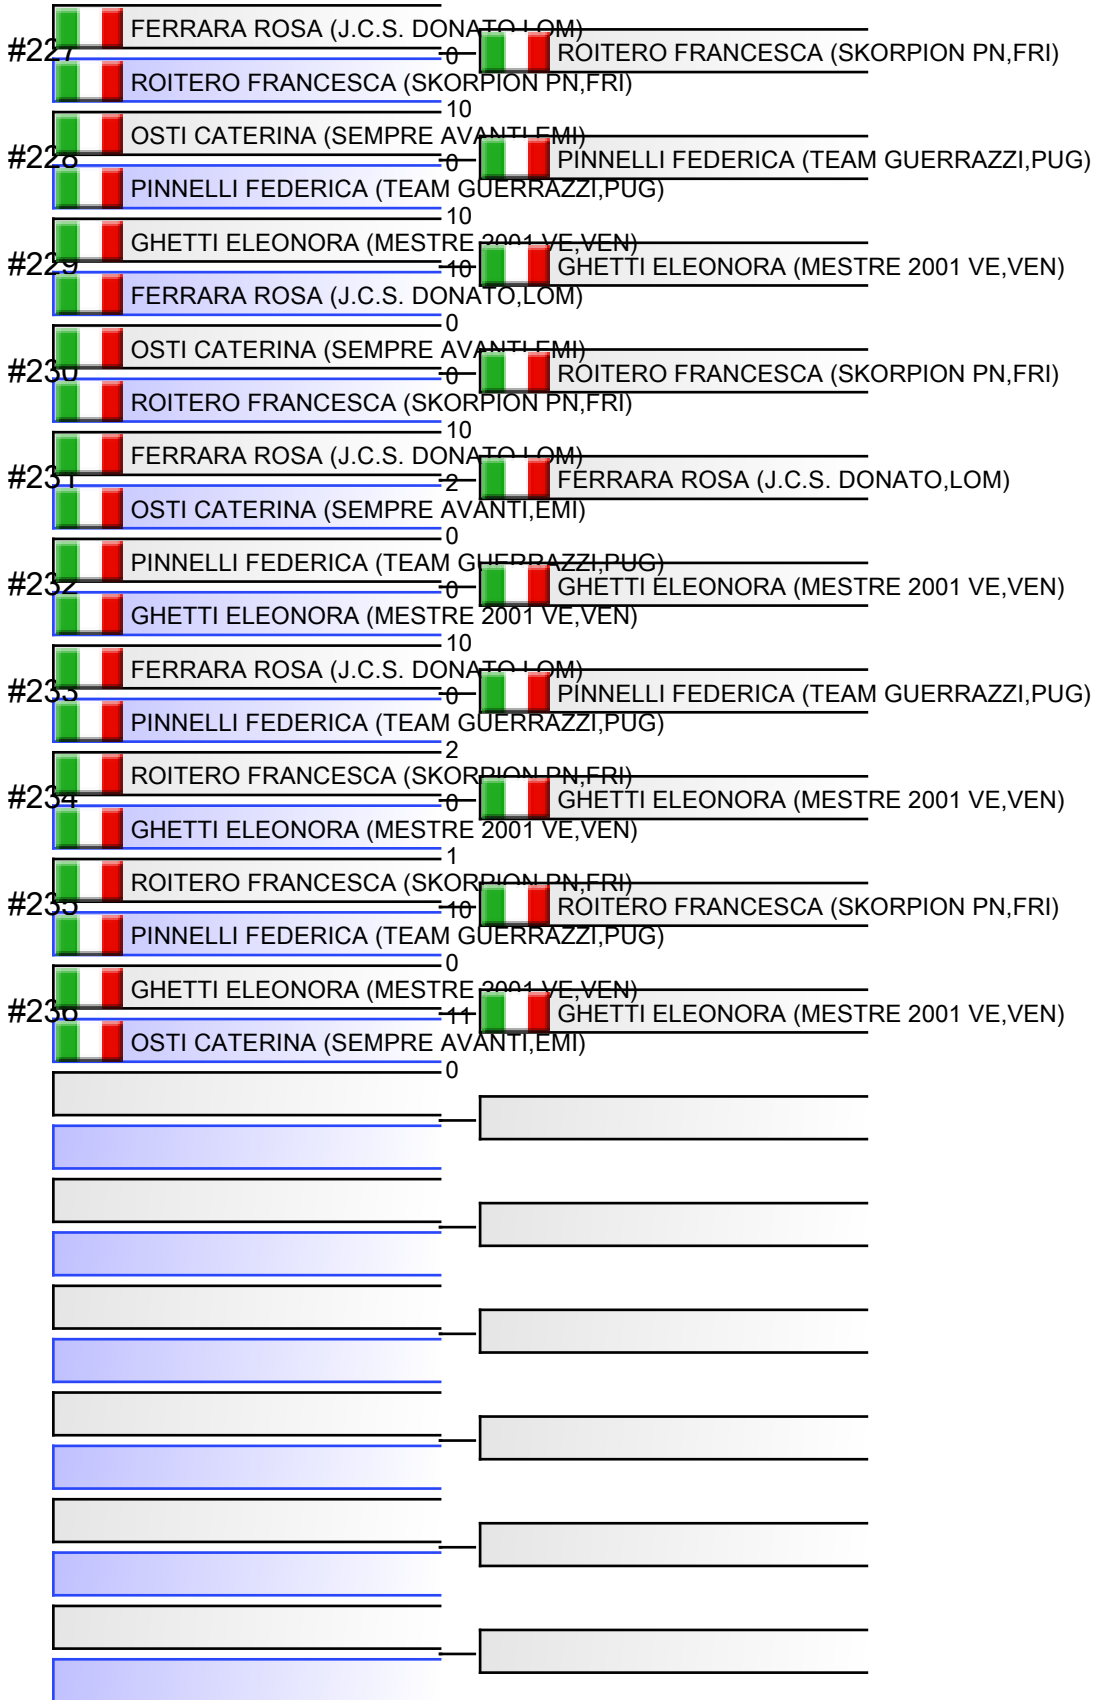 FERRARA ROSA (J.C.S. DONATO,LOM)
#227
0
ROITERO FRANCESCA (SKORPION PN,FRI)
ROITERO FRANCESCA (SKORPION PN,FRI)
10
OSTI CATERINA (SEMPRE AVANTI,EMI)
#228
0
PINNELLI FEDERICA (TEAM GUERRAZZI,PUG)
PINNELLI FEDERICA (TEAM GUERRAZZI,PUG)
10
GHETTI ELEONORA (MESTRE 2001 VE,VEN)
#229
10
GHETTI ELEONORA (MESTRE 2001 VE,VEN)
FERRARA ROSA (J.C.S. DONATO,LOM)
0
OSTI CATERINA (SEMPRE AVANTI,EMI)
#230
0
ROITERO FRANCESCA (SKORPION PN,FRI)
ROITERO FRANCESCA (SKORPION PN,FRI)
10
FERRARA ROSA (J.C.S. DONATO,LOM)
#231
2
FERRARA ROSA (J.C.S. DONATO,LOM)
OSTI CATERINA (SEMPRE AVANTI,EMI)
0
PINNELLI FEDERICA (TEAM GUERRAZZI,PUG)
#232
0
GHETTI ELEONORA (MESTRE 2001 VE,VEN)
GHETTI ELEONORA (MESTRE 2001 VE,VEN)
10
FERRARA ROSA (J.C.S. DONATO,LOM)
#233
0
PINNELLI FEDERICA (TEAM GUERRAZZI,PUG)
PINNELLI FEDERICA (TEAM GUERRAZZI,PUG)
2
ROITERO FRANCESCA (SKORPION PN,FRI)
#234
0
GHETTI ELEONORA (MESTRE 2001 VE,VEN)
GHETTI ELEONORA (MESTRE 2001 VE,VEN)
1
ROITERO FRANCESCA (SKORPION PN,FRI)
#235
10
ROITERO FRANCESCA (SKORPION PN,FRI)
PINNELLI FEDERICA (TEAM GUERRAZZI,PUG)
0
GHETTI ELEONORA (MESTRE 2001 VE,VEN)
#236
11
GHETTI ELEONORA (MESTRE 2001 VE,VEN)
OSTI CATERINA (SEMPRE AVANTI,EMI)
0